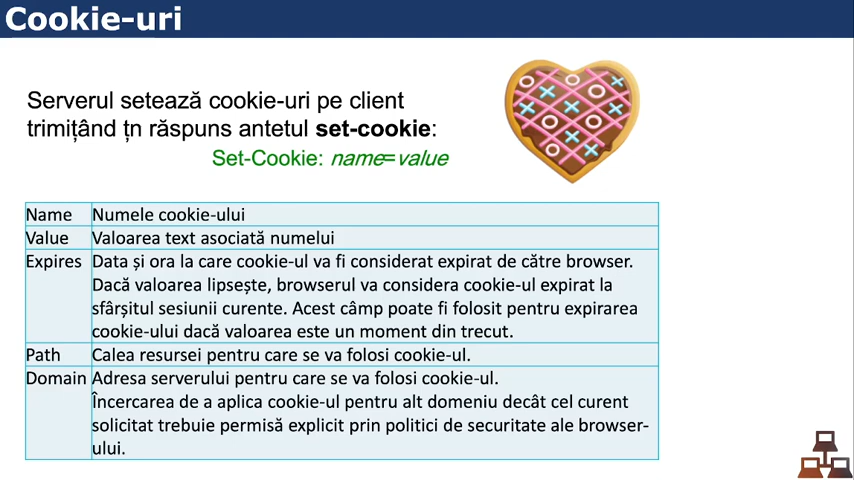 Cookie-uri
Serverul setează cookie-uri pe client
trimițând țn răspuns antetul set-cookie:
Set-Cookie: name=value
Name Numele cookie-ului
Value Valoarea text asociată numelui
Expires Data și ora la care cookie-ul va fi considerat expirat de către browser.
Dacă valoarea lipsește, browserul va considera cookie-ul expirat la
sfârșitul sesiunii curente. Acest câmp poate fi folosit pentru expirarea
cookie-ului dacă valoarea este un moment din trecut.
Path Calea resursei pentru care se va folosi cookie-ul.
Domain Adresa serverului pentru care se va folosi cookie-ul.
Încercarea de a aplica cookie-ul pentru alt domeniu decât cel curent
solicitat trebuie permisă explicit prin politici de securitate ale browser-
ului.